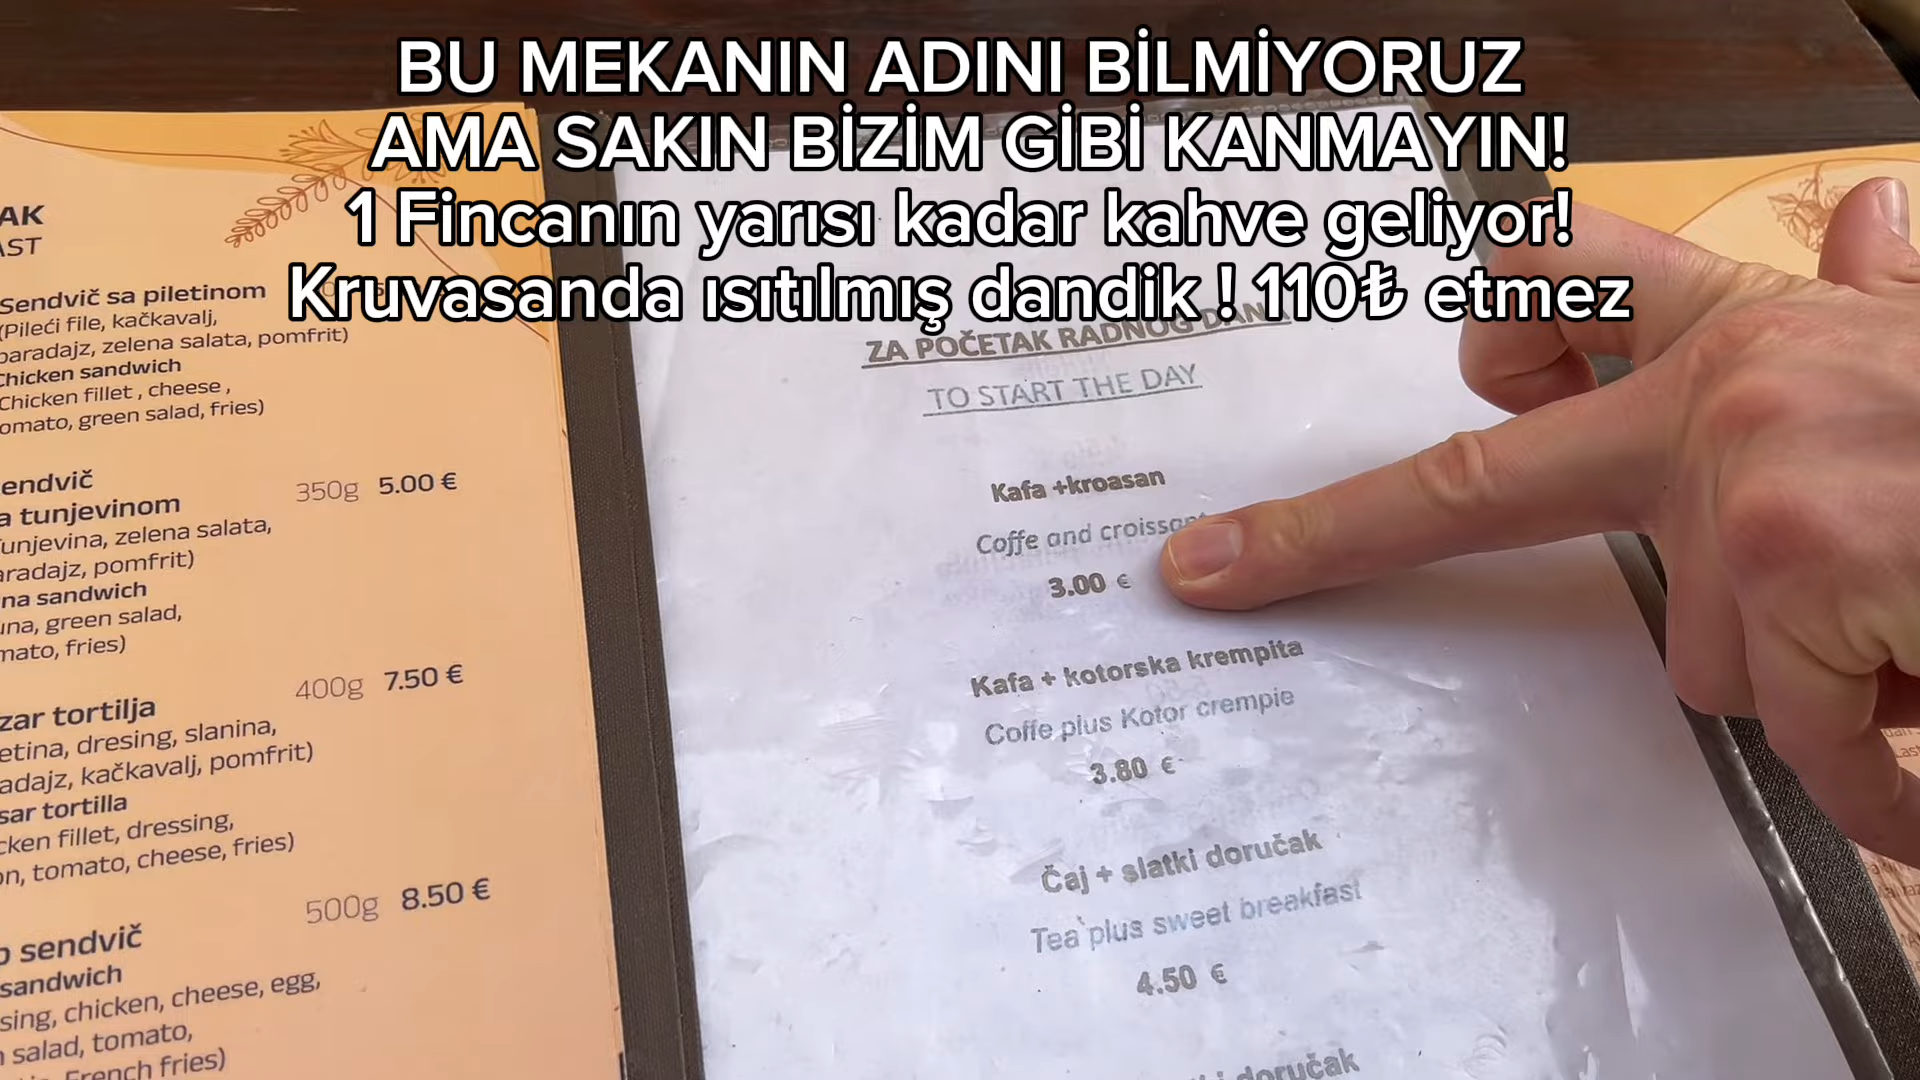 BU MEKANIN ADINI BİLMİYORUZ
AMA SAKIN BİZİM GİBİ KANMAYIN!
1 Fincanın yarısı kadar kahve geliyor!
Kruvasanda ısıtılmış dandik ! 110₺ etmez
AK
AST
Sendvič sa piletinom
(Pileći file, kačkavalj,
paradajz, zelena salata, pomfrit)
Chicken sandwich
Chicken fillet , cheese ,
tomato, green salad, fries)
endvič
350g 5.00 €
a tunjevinom
Tunjevina, zelena salata,
aradajz, pomfrit)
na sandwich
una, green salad,
mato, fries)
400g 7.50 €
zar tortilja
etina, dresing, slanina,
adajz, kačkavalj, pomfrit)
sar tortilla
cken fillet, dressing,
on, tomato, cheese, fries)
500g 8.50 €
sendvič
sandwich
sing, chicken, cheese, egg,
salad, tomato,
French fries)
ZA POČETAK RADNOG DANA
TO START THE DAY
Kafa +kroasan
Coffe and croissant
3.00 €
Kafa + kotorska krempita
Coffe plus Kotor crempie
3.80 €
Čaj + slatki doručak
Tea plus sweet breakfast
4.50 €
doručak